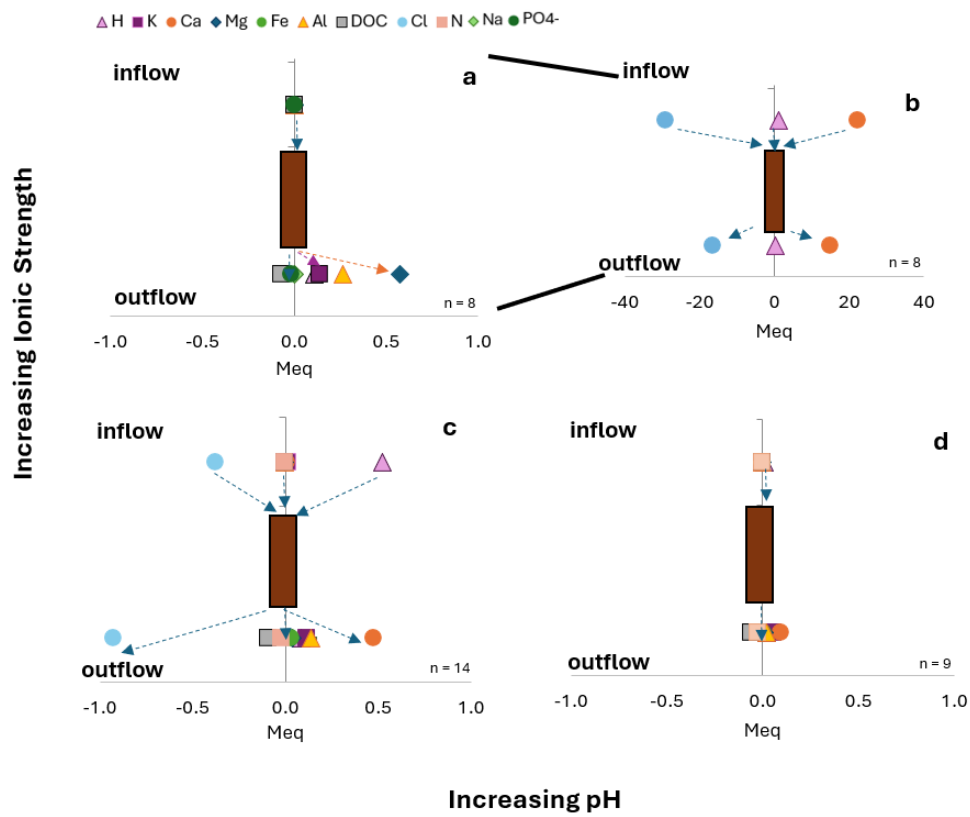 H K Ca Mg Fe Al DOC Cl N Na PO4-
inflow
a
outflow
n = 8
-1.0 -0.5 0.0 0.5 1.0
Meq
inflow
b
outflow
n = 8
-40 -20 0 20 40
Meq
Increasing Ionic Strength
inflow
c
outflow
n = 14
-1.0 -0.5 0.0 0.5 1.0
Meq
inflow
d
outflow
n = 9
-1.0 -0.5 0.0 0.5 1.0
Meq
Increasing pH